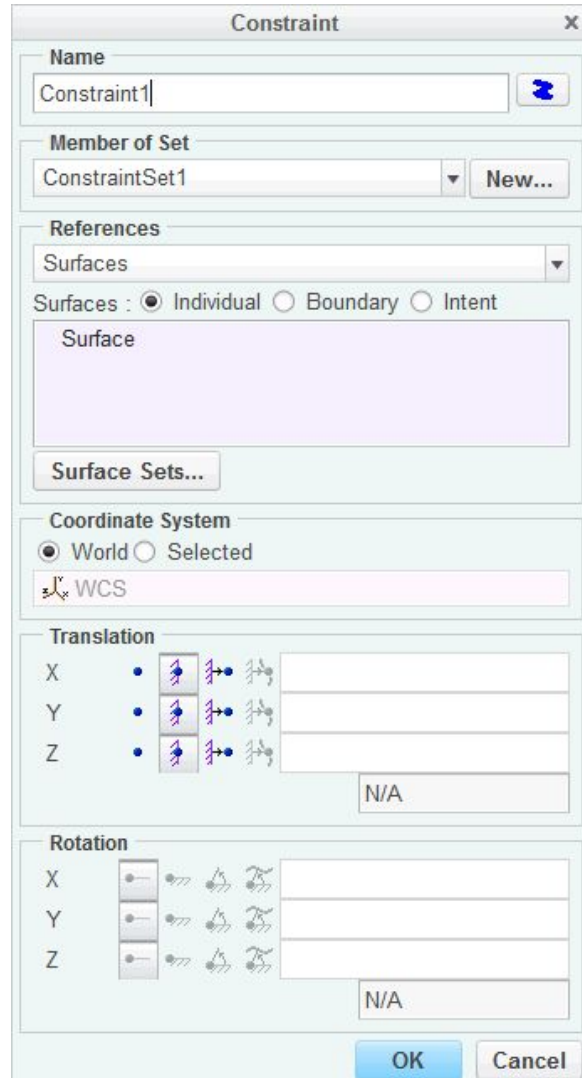 Constraint
Name
Constraint1
Member of Set
ConstraintSet1 New...
References
Surfaces
Surfaces : Individual Boundary Intent
Surface
Surface Sets...
Coordinate System
World Selected
WCS
Translation
X
Y
Z
N/A
Rotation
X
Y
Z
N/A
OK Cancel